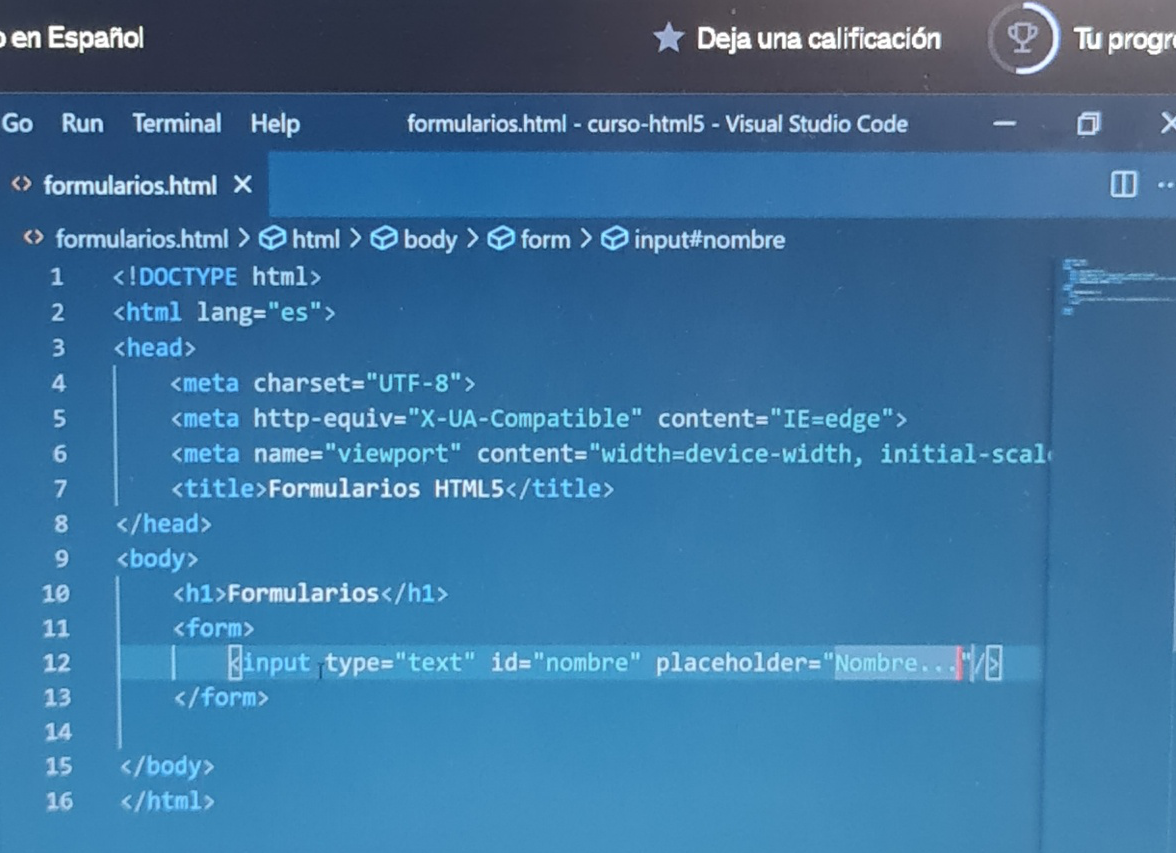 en Español
Deja una calificación
Tu
Go Run Terminal Help formularios.html - curso-html5 - Visual Studio Code
formularios.html
formularios.html > html > body > form > input#nombre
1 <!DOCTYPE html>
2 <html lang="es">
3 <head>
4 <meta charset="UTF-8">
5 <meta http-equiv="X-UA-Compatible" content="IE=edge">
6 <meta name="viewport" content="width=device-width, initial-scal
7 <title>Formularios HTML5</title>
8 </head>
9 <body>
10 <h1>Formularios</h1>
11 <form>
12 <input type="text" id="nombre" placeholder="Nombre..."/>
13 </form>
14
15 </body>
16 </html>